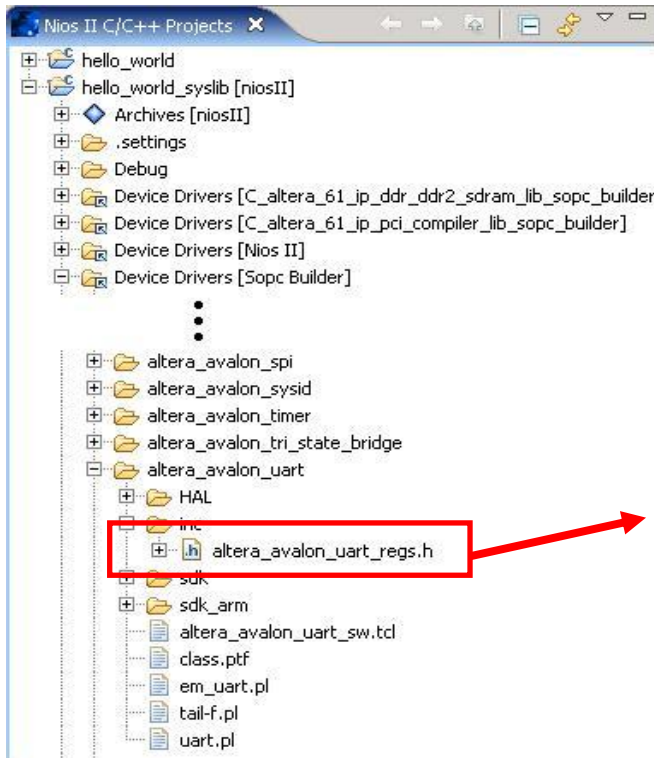 Nios II C/C++ Projects
hello_world
hello_world_syslib [niosII]
Archives [niosII]
.settings
Debug
Device Drivers [C_altera_61_ip_ddr_ddr2_sdram_lib_sopc_builder
Device Drivers [C_altera_61_ip_pci_compiler_lib_sopc_builder]
Device Drivers [Nios II]
Device Drivers [Sopc Builder]
altera_avalon_spi
altera_avalon_sysid
altera_avalon_timer
altera_avalon_tri_state_bridge
altera_avalon_uart
HAL
inc
altera_avalon_uart_regs.h
sdk
sdk_arm
altera_avalon_uart_sw.tcl
class.ptf
em_uart.pl
tail-f.pl
uart.pl